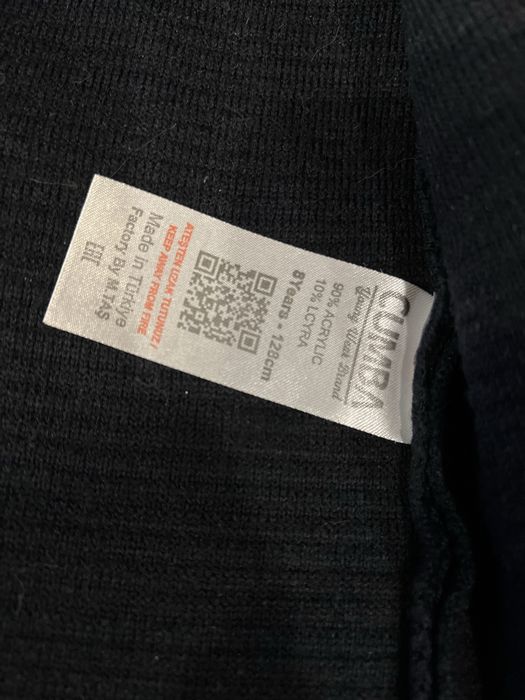 CUMBA
Young West Brand
90% ACRYLIC
10% LCYRA
8Years - 128cm
ATEŞTEN UZAK TUTUNUZ !
KEEP AWAY FROM FIRE
Made in Türkiye
Factory By M.TAŞ
EAC